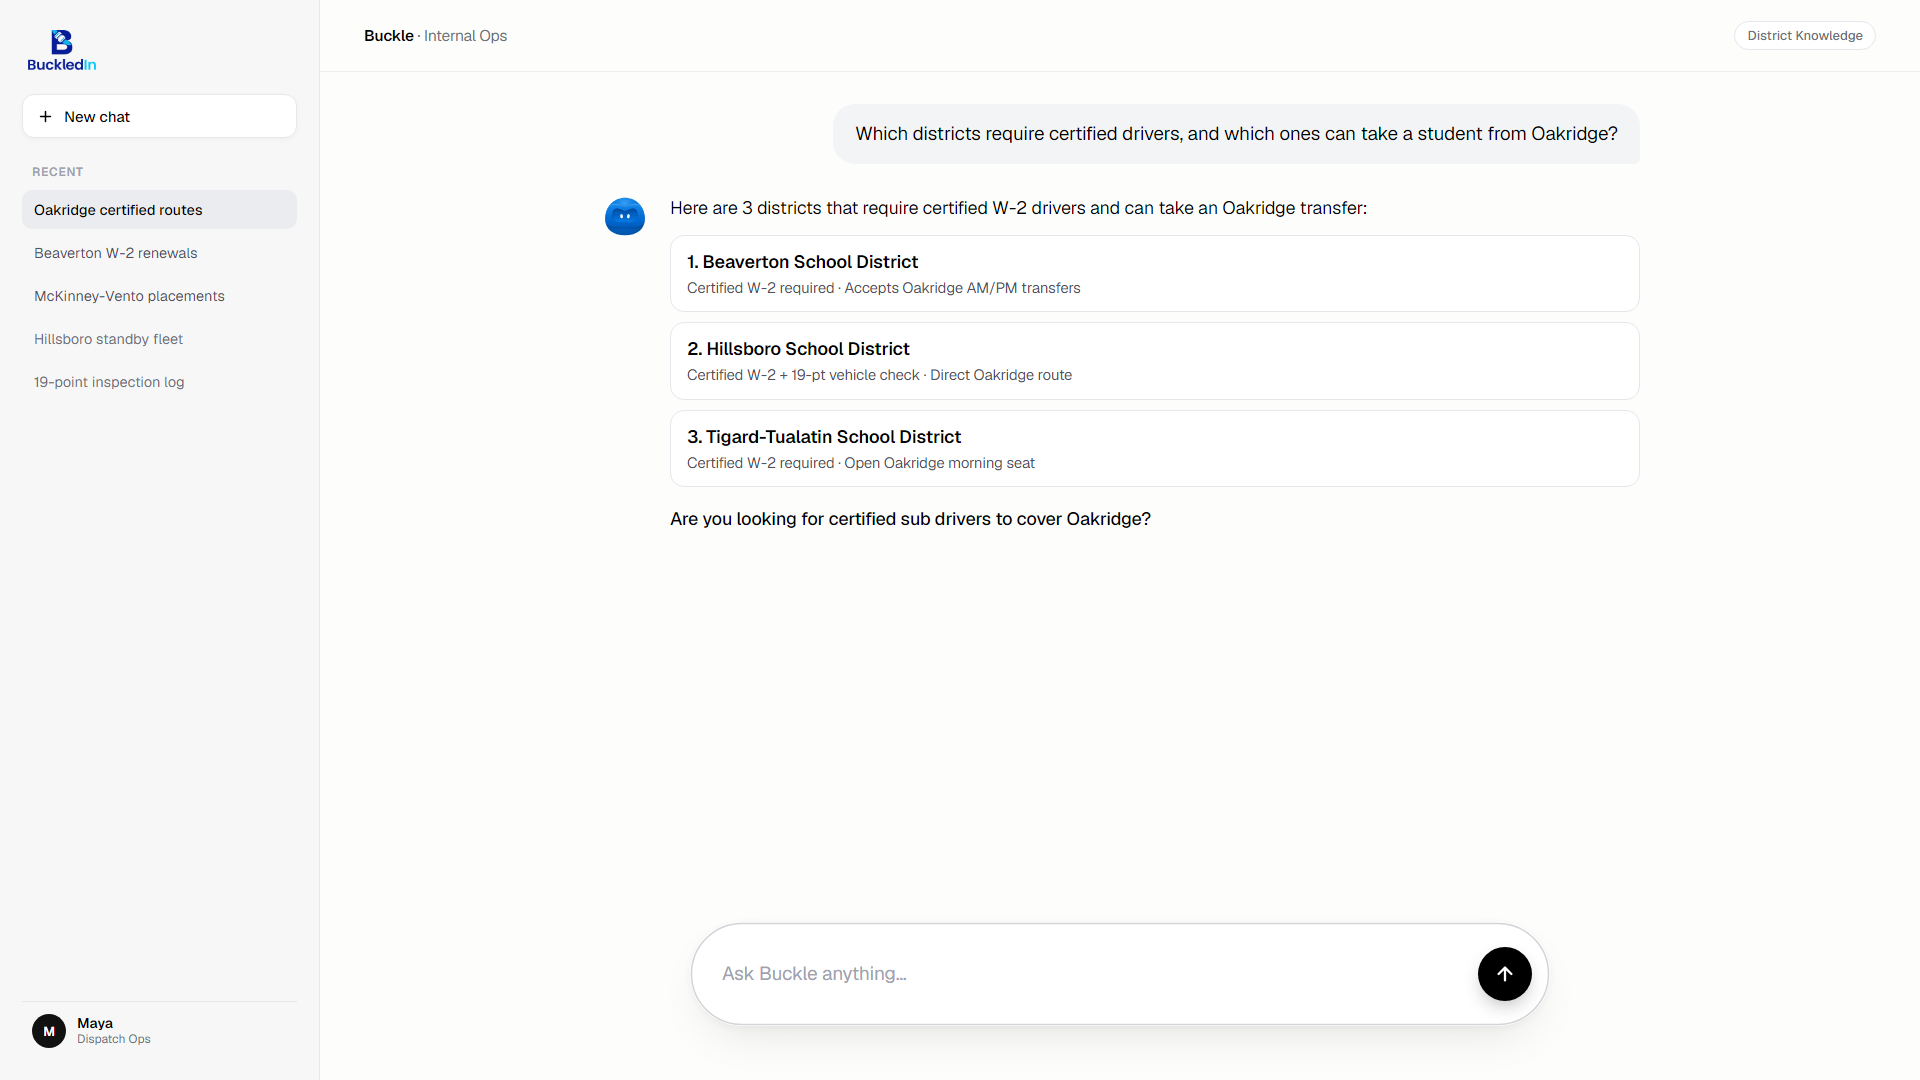 B
BuckledIn
+ New chat
RECENT
Oakridge certified routes
Beaverton W-2 renewals
McKinney-Vento placements
Hillsboro standby fleet
19-point inspection log
M
Maya
Dispatch Ops
Buckle · Internal Ops
District Knowledge
Which districts require certified drivers, and which ones can take a student from Oakridge?
Here are 3 districts that require certified W-2 drivers and can take an Oakridge transfer:
1. Beaverton School District
Certified W-2 required · Accepts Oakridge AM/PM transfers
2. Hillsboro School District
Certified W-2 + 19-pt vehicle check · Direct Oakridge route
3. Tigard-Tualatin School District
Certified W-2 required · Open Oakridge morning seat
Are you looking for certified sub drivers to cover Oakridge?
Ask Buckle anything...